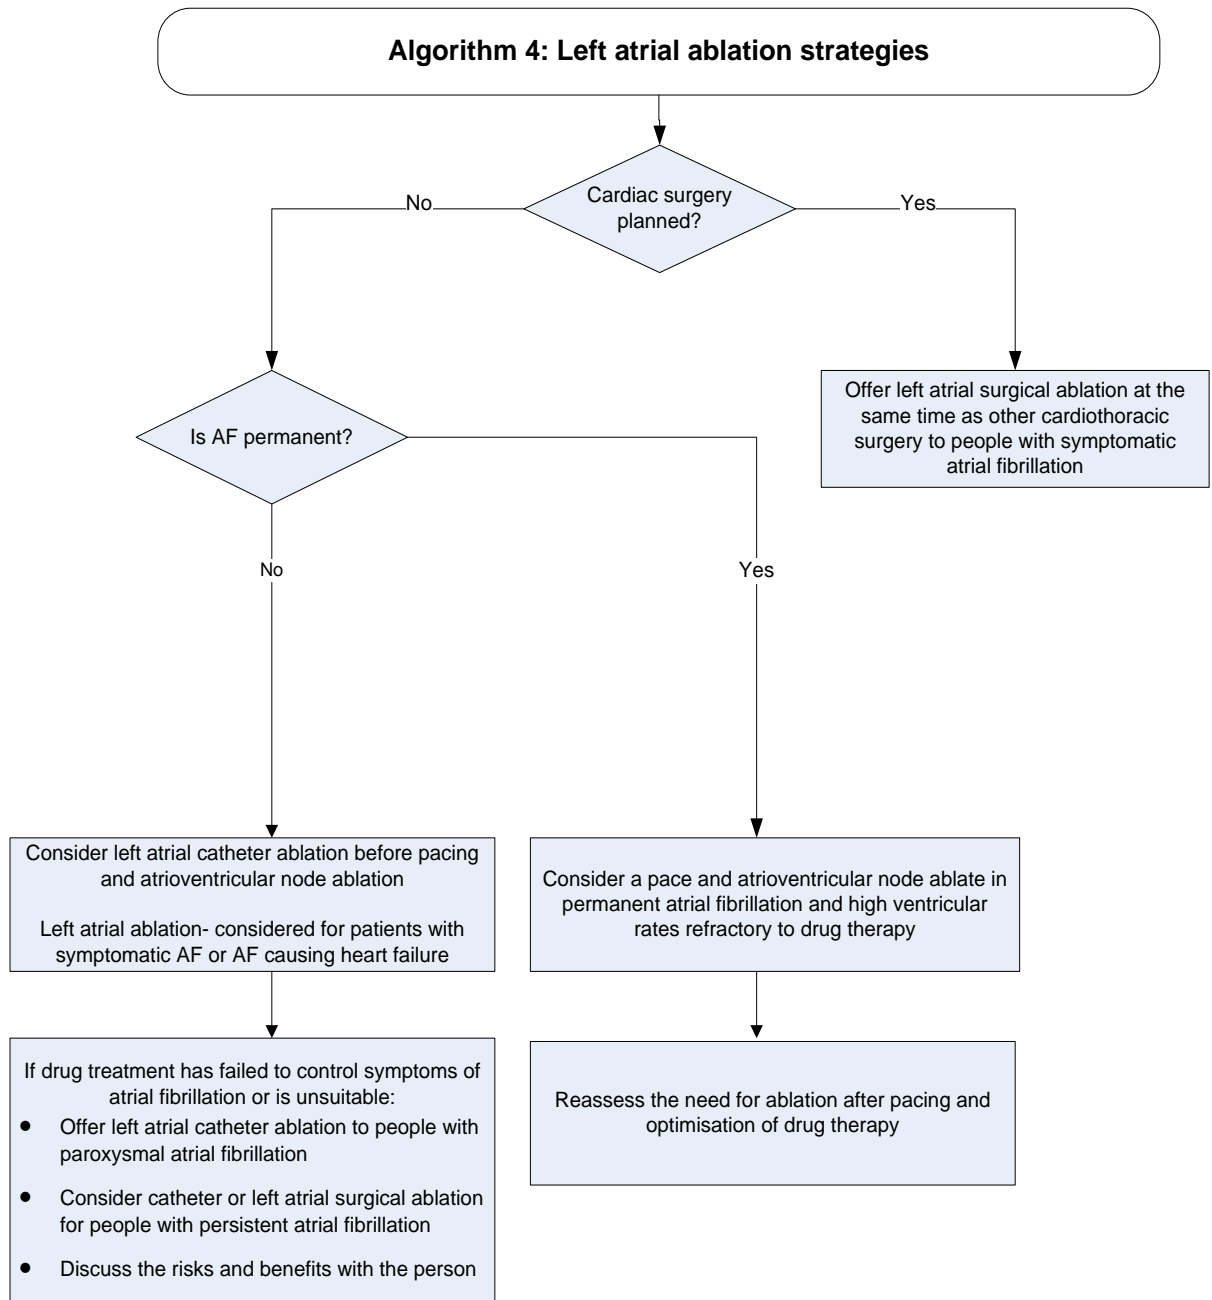 Algorithm 4: Left atrial ablation strategies
Cardiac surgery
planned?
No
Yes
Is AF permanent?
Offer left atrial surgical ablation at the
same time as other cardiothoracic
surgery to people with symptomatic
atrial fibrillation
No
Yes
Consider left atrial catheter ablation before pacing
and atrioventricular node ablation
Left atrial ablation- considered for patients with
symptomatic AF or AF causing heart failure
Consider a pace and atrioventricular node ablate in
permanent atrial fibrillation and high ventricular
rates refractory to drug therapy
If drug treatment has failed to control symptoms of
atrial fibrillation or is unsuitable:
• Offer left atrial catheter ablation to people with
paroxysmal atrial fibrillation
• Consider catheter or left atrial surgical ablation
for people with persistent atrial fibrillation
• Discuss the risks and benefits with the person
Reassess the need for ablation after pacing and
optimisation of drug therapy